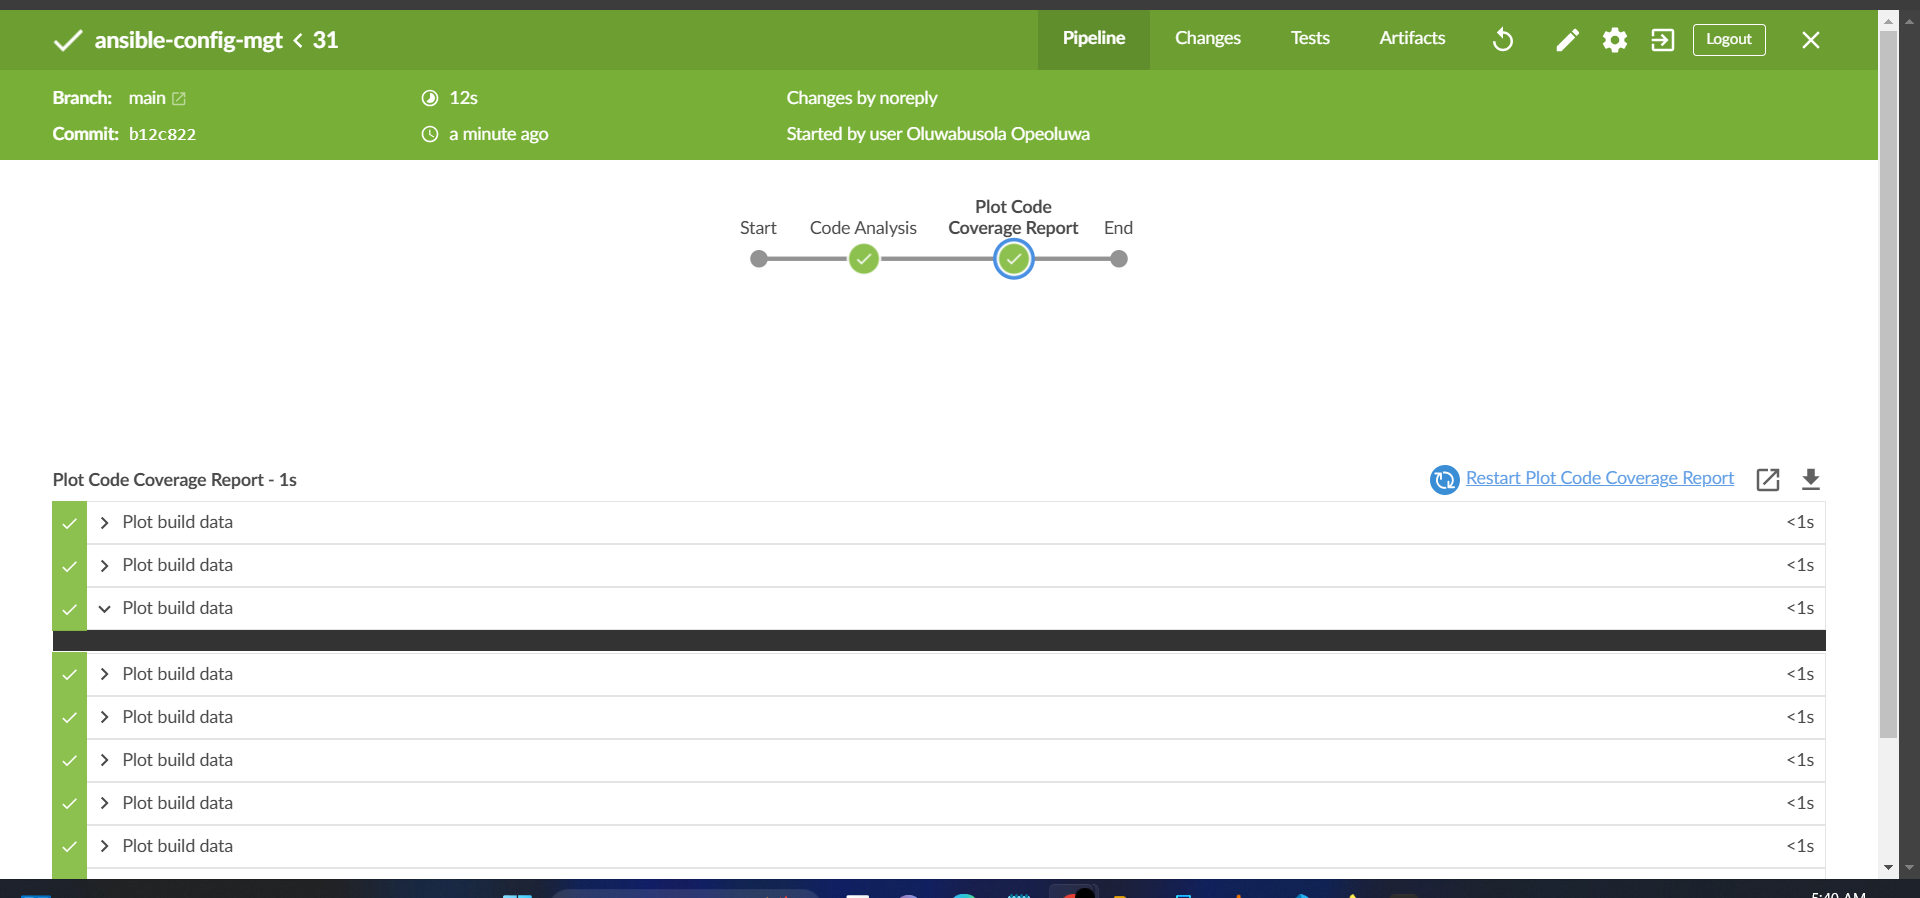 ansible-config-mgt < 31
Pipeline
Changes
Tests
Artifacts
Logout
Branch: main
12s
Changes by noreply
Commit: b12c822
a minute ago
Started by user Oluwabusola Opeoluwa
Start
Code Analysis
Plot Code
Coverage Report
End
Plot Code Coverage Report - 1s
Restart Plot Code Coverage Report
Plot build data <1s
Plot build data <1s
Plot build data <1s
Plot build data <1s
Plot build data <1s
Plot build data <1s
Plot build data <1s
Plot build data <1s
5:40 AM